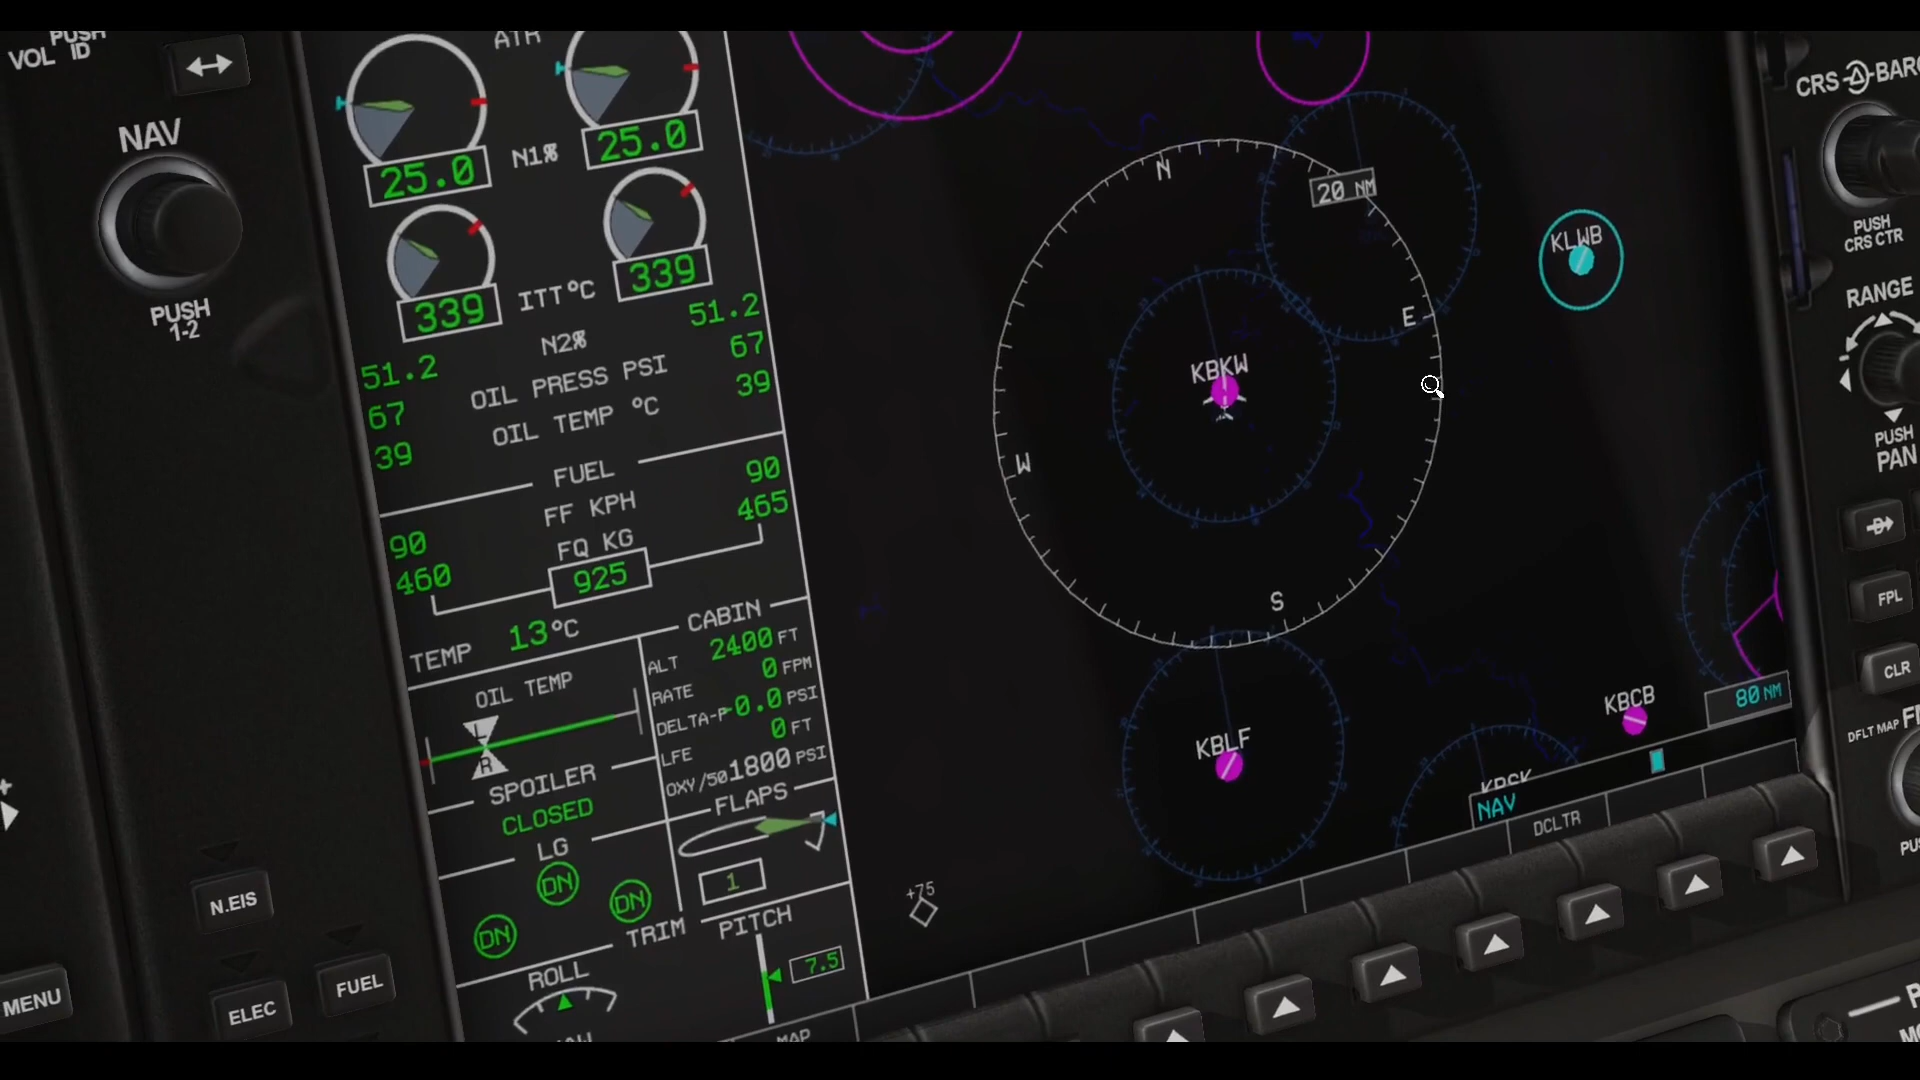 PUSH
VOL ID
NAV
PUSH
1-2
N.EIS
MENU
ELEC
FUEL
ATR
25.0 N1% 25.0
339 ITT°C 339
51.2 N2% 51.2
67 OIL PRESS PSI 67
39 OIL TEMP °C 39
FUEL
90 FF KPH 90
460 FQ KG 465
925
TEMP 13°C
OIL TEMP
L
R
SPOILER
CLOSED
LG
DN
DN DN
CABIN
ALT 2400 FT
RATE 0 FPM
DELTA-P -0.0 PSI
LFE 0 FT
OXY/50 1800 PSI
FLAPS
1
TRIM
ROLL
PITCH
7.5
MAP
N
20 NM
E
W
S
KBKW
KLWB
KBLF
KBCB
80 NM
+75
NAV
DCLTR
CRS BARO
PUSH
CRS CTR
RANGE
PUSH
PAN
D
FPL
CLR
DFLT MAP